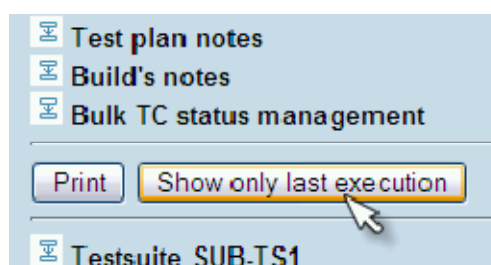 Test plan notes
Build's notes
Bulk TC status management
Print Show only last execution
Testsuite SUB-TS1